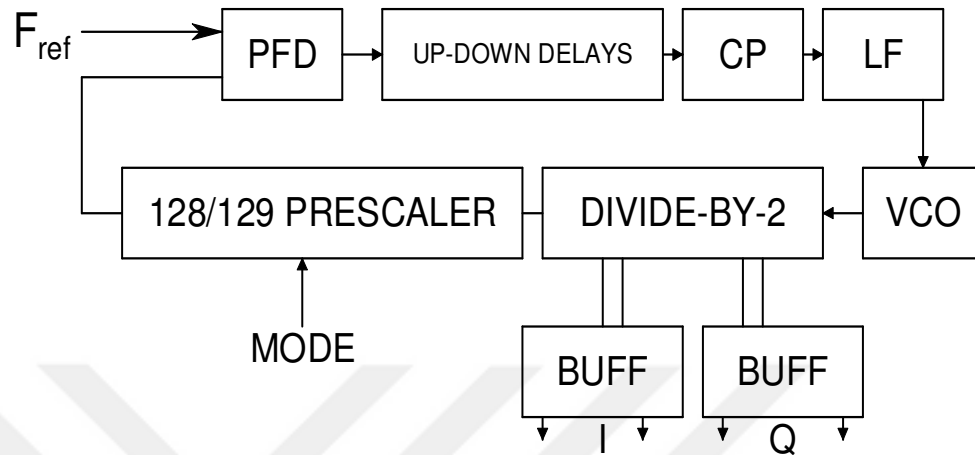 F_ref
PFD
UP-DOWN DELAYS
CP
LF
128/129 PRESCALER
DIVIDE-BY-2
VCO
MODE
BUFF
BUFF
I
Q